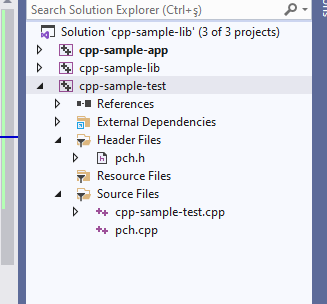 Search Solution Explorer (Ctrl+ş)
Solution 'cpp-sample-lib' (3 of 3 projects)
cpp-sample-app
cpp-sample-lib
cpp-sample-test
References
External Dependencies
Header Files
pch.h
Resource Files
Source Files
cpp-sample-test.cpp
pch.cpp